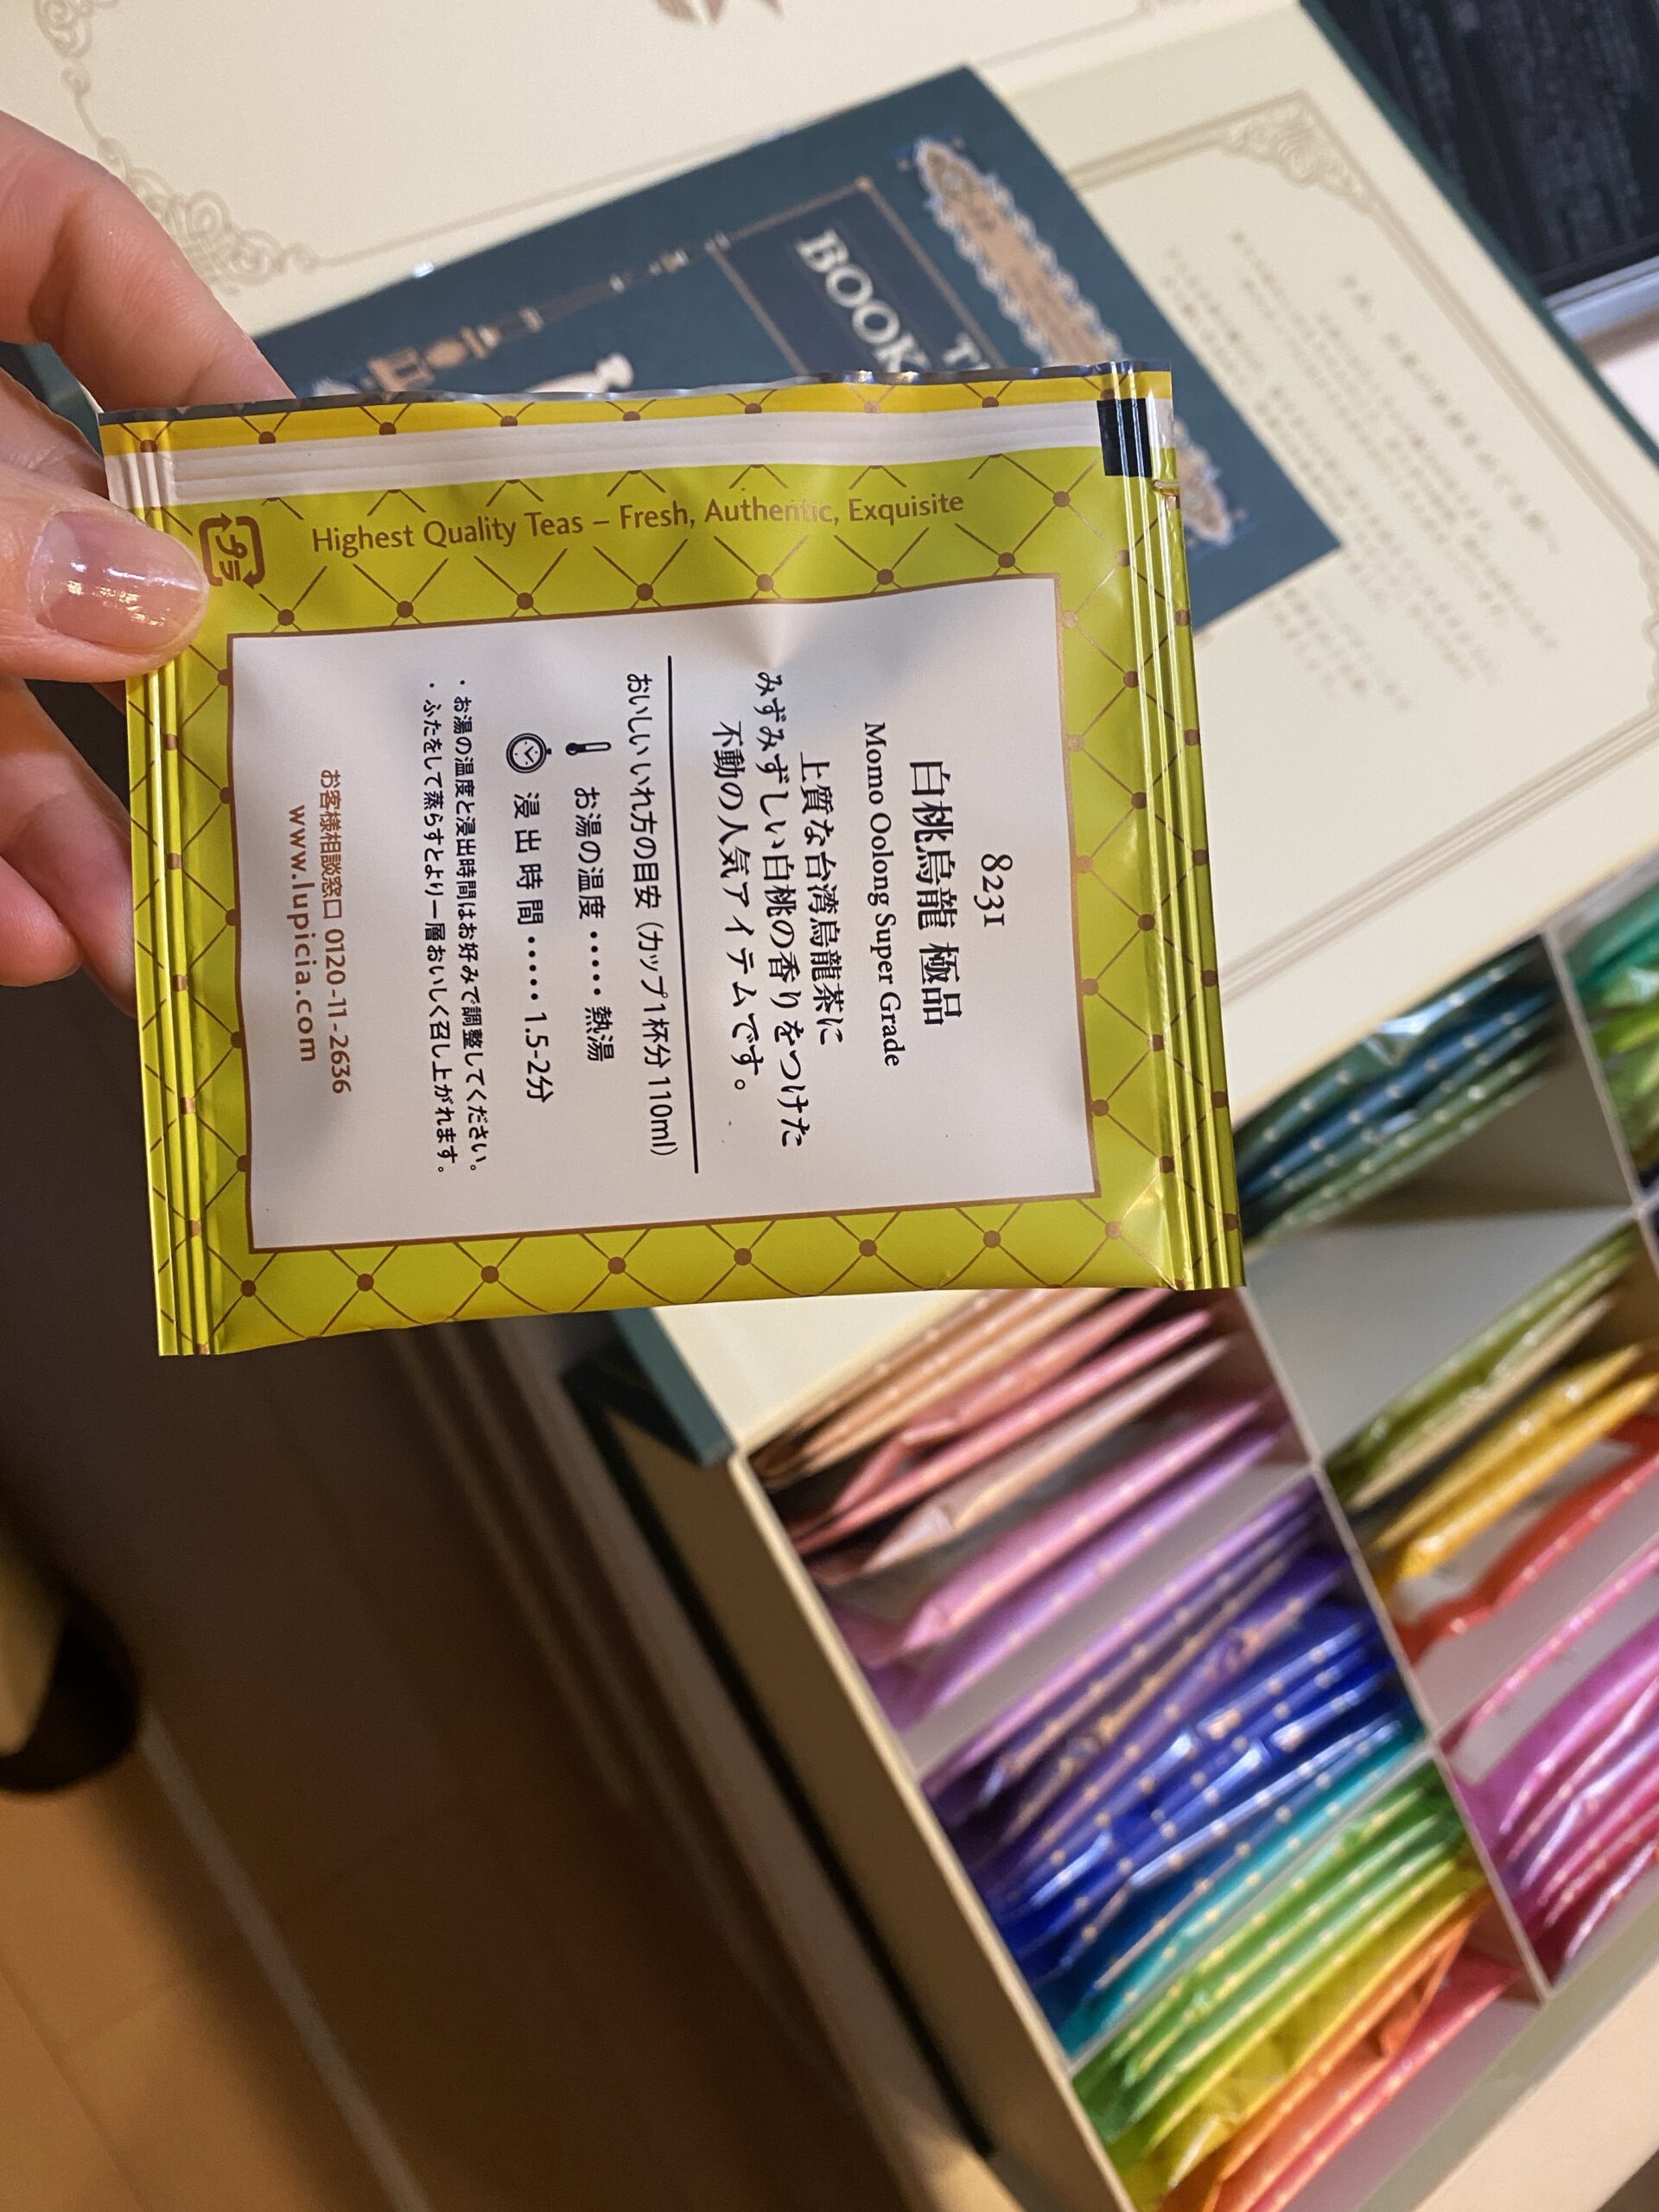 Highest Quality Teas – Fresh, Authentic, Exquisite
プラ
8231
白桃烏龍 極品
Momo Oolong Super Grade
上質な台湾烏龍茶に
みずみずしい白桃の香りをつけた
不動の人気アイテムです。
おいしいいれ方の目安（カップ1杯分 110ml）
お湯の温度・・・・・熱湯
浸出時間・・・・・1.5-2分
・お湯の温度と浸出時間はお好みで調整してください。
・ふたをして蒸らすとより一層おいしく召し上がれます。
お客様相談窓口 0120-11-2636
www.lupicia.com
BOOK